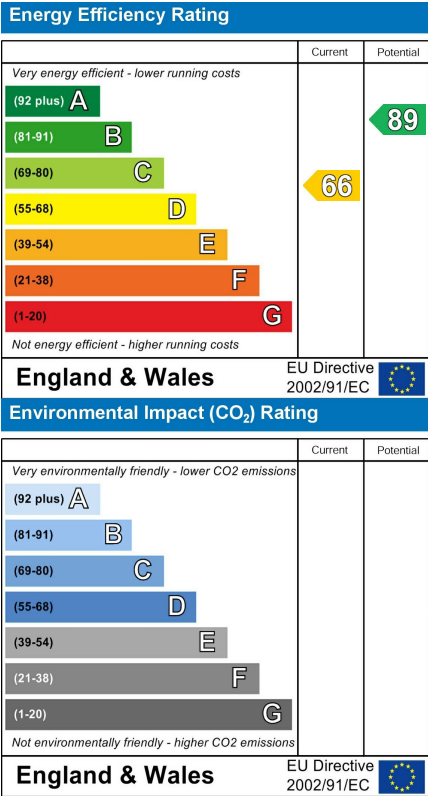 Energy Efficiency Rating
Current Potential
Very energy efficient - lower running costs
(92 plus) A
(81-91) B
89
(69-80) C
66
(55-68) D
(39-54) E
(21-38) F
(1-20) G
Not energy efficient - higher running costs
England & Wales
EU Directive
2002/91/EC
Environmental Impact (CO₂) Rating
Current Potential
Very environmentally friendly - lower CO2 emissions
(92 plus) A
(81-91) B
(69-80) C
(55-68) D
(39-54) E
(21-38) F
(1-20) G
Not environmentally friendly - higher CO2 emissions
England & Wales
EU Directive
2002/91/EC